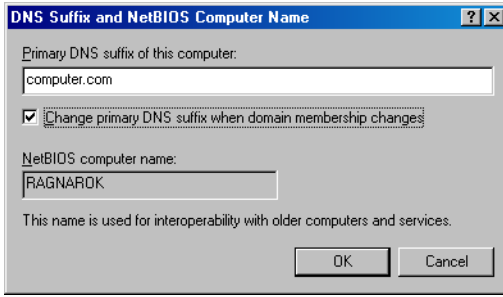 DNS Suffix and NetBIOS Computer Name
Primary DNS suffix of this computer:
computer.com
Change primary DNS suffix when domain membership changes
NetBIOS computer name:
RAGNAROK
This name is used for interoperability with older computers and services.
OK
Cancel